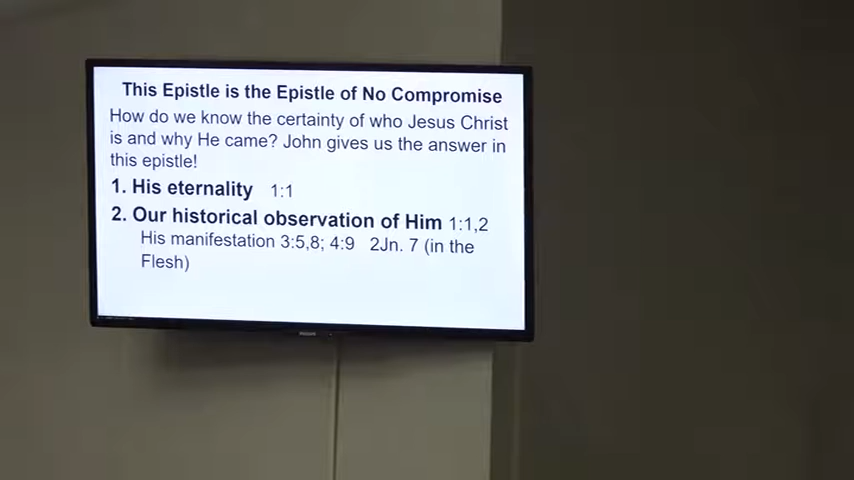 This Epistle is the Epistle of No Compromise
How do we know the certainty of who Jesus Christ
is and why He came? John gives us the answer in
this epistle!
1. His eternality 1:1
2. Our historical observation of Him 1:1,2
His manifestation 3:5,8; 4:9 2Jn. 7 (in the
Flesh)